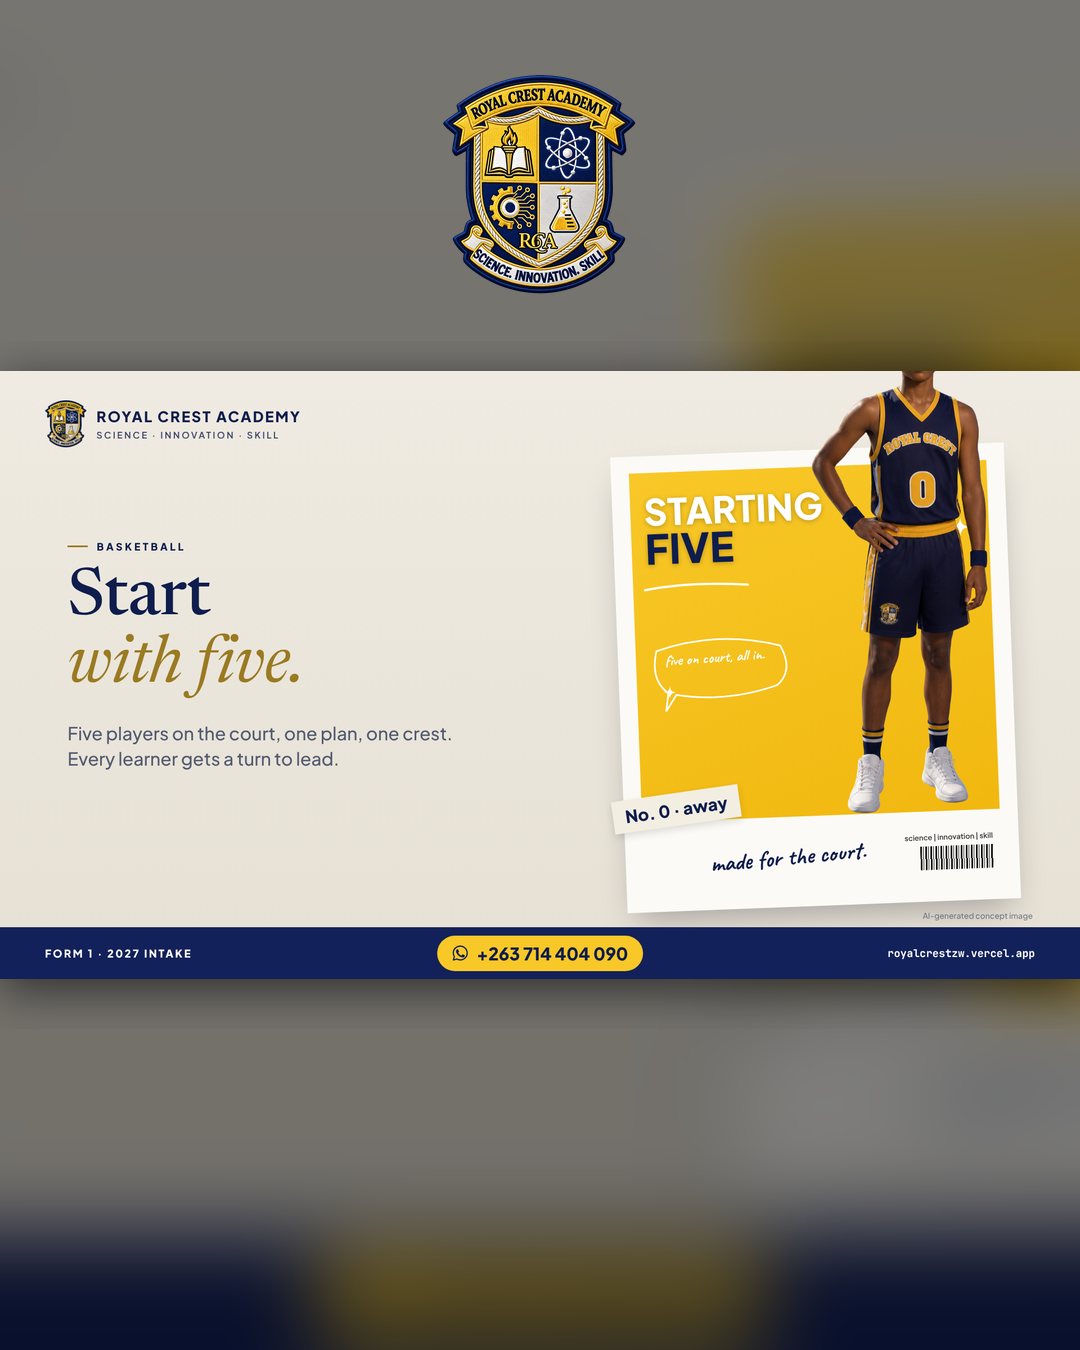 ROYAL CREST ACADEMY
RCA
SCIENCE. INNOVATION. SKILL
ROYAL CREST ACADEMY
SCIENCE · INNOVATION · SKILL
BASKETBALL
Start
with five.
Five players on the court, one plan, one crest.
Every learner gets a turn to lead.
STARTING
FIVE
five on court, all in.
ROYAL CREST
0
No. 0 · away
made for the court.
science | innovation | skill
AI-generated concept image
FORM 1 · 2027 INTAKE
+263 714 404 090
royalcrestzw.vercel.app